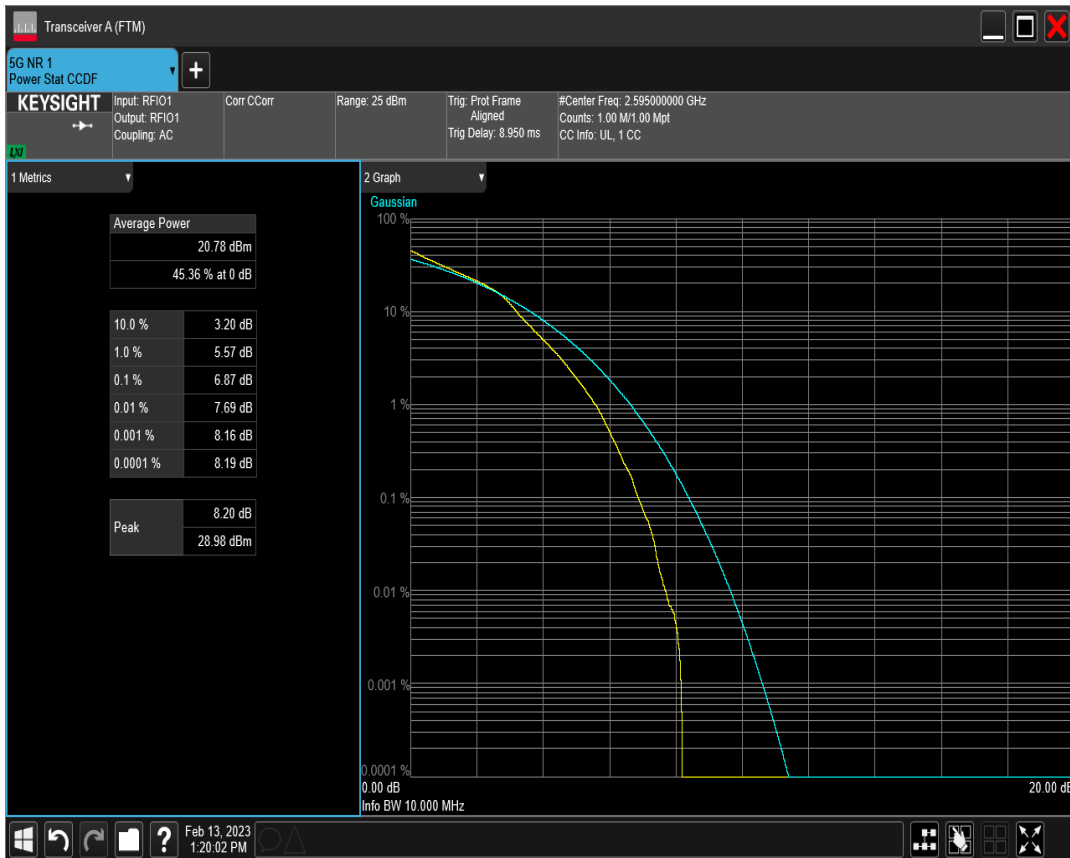 Transceiver A (FTM)
5G NR 1
Power Stat CCDF
KEYSIGHT
LXI
Input: RFIO1
Output: RFIO1
Coupling: AC
Corr CCorr
Range: 25 dBm
Trig: Prot Frame
Aligned
Trig Delay: 8.950 ms
#Center Freq: 2.595000000 GHz
Counts: 1.00 M/1.00 Mpt
CC Info: UL, 1 CC
1 Metrics
Average Power
20.78 dBm
45.36 % at 0 dB
10.0 % 3.20 dB
1.0 % 5.57 dB
0.1 % 6.87 dB
0.01 % 7.69 dB
0.001 % 8.16 dB
0.0001 % 8.19 dB
Peak
8.20 dB
28.98 dBm
2 Graph
Gaussian
100 %
10 %
1 %
0.1 %
0.01 %
0.001 %
0.0001 %
0.00 dB 20.00 dB
Info BW 10.000 MHz
Feb 13, 2023
1:20:02 PM